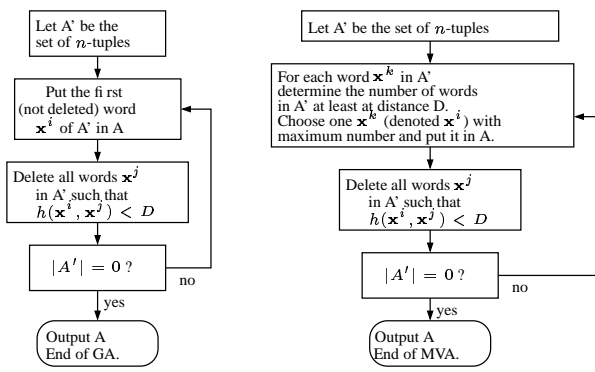 Let A' be the
set of n-tuples
Put the first
(not deleted) word
x^i of A' in A
Delete all words x^j
in A' such that
h(x^i, x^j) < D
|A'| = 0 ?
no
yes
Output A
End of GA.
Let A' be the set of n-tuples
For each word x^k in A'
determine the number of words
in A' at least at distance D.
Choose one x^k (denoted x^i) with
maximum number and put it in A.
Delete all words x^j
in A' such that
h(x^i, x^j) < D
|A'| = 0 ?
no
yes
Output A
End of MVA.